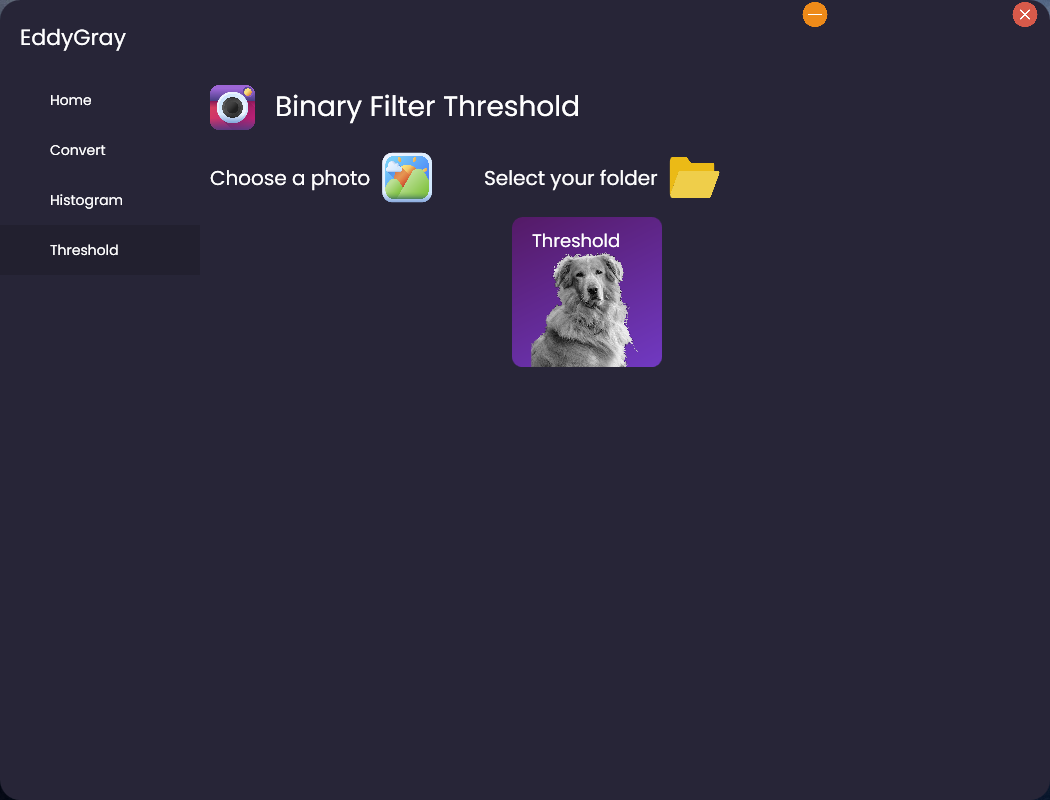 EddyGray
Home
Convert
Histogram
Threshold
Binary Filter Threshold
Choose a photo
Select your folder
Threshold